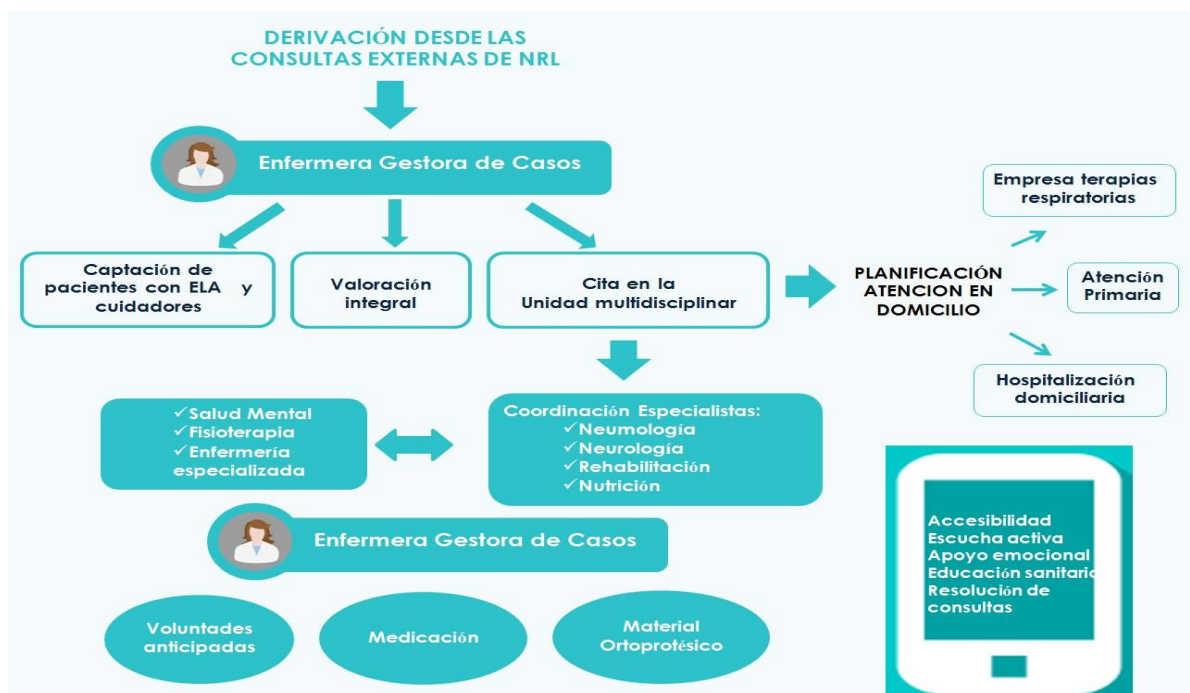 DERIVACIÓN DESDE LAS
CONSULTAS EXTERNAS DE NRL
Enfermera Gestora de Casos
Captación de
pacientes con ELA y
cuidadores
Valoración
integral
Cita en la
Unidad multidisciplinar
PLANIFICACIÓN
ATENCION EN
DOMICILIO
Empresa terapias
respiratorias
Atención
Primaria
Hospitalización
domiciliaria
✓Salud Mental
✓Fisioterapia
✓Enfermería
especializada
Coordinación Especialistas:
✓Neumología
✓Neurología
✓Rehabilitación
✓Nutrición
Enfermera Gestora de Casos
Voluntades
anticipadas
Medicación
Material
Ortoprotésico
Accesibilidad
Escucha activa
Apoyo emocional
Educación sanitaria
Resolución de
consultas